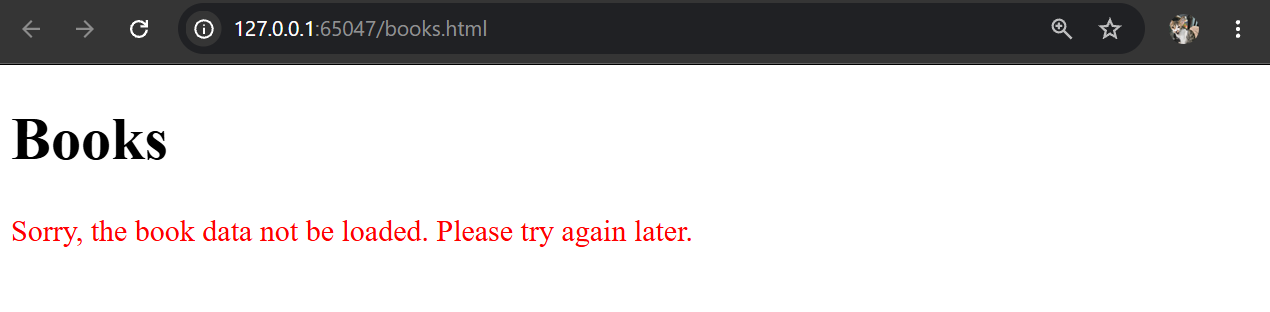 127.0.0.1:65047/books.html
Books
Sorry, the book data not be loaded. Please try again later.